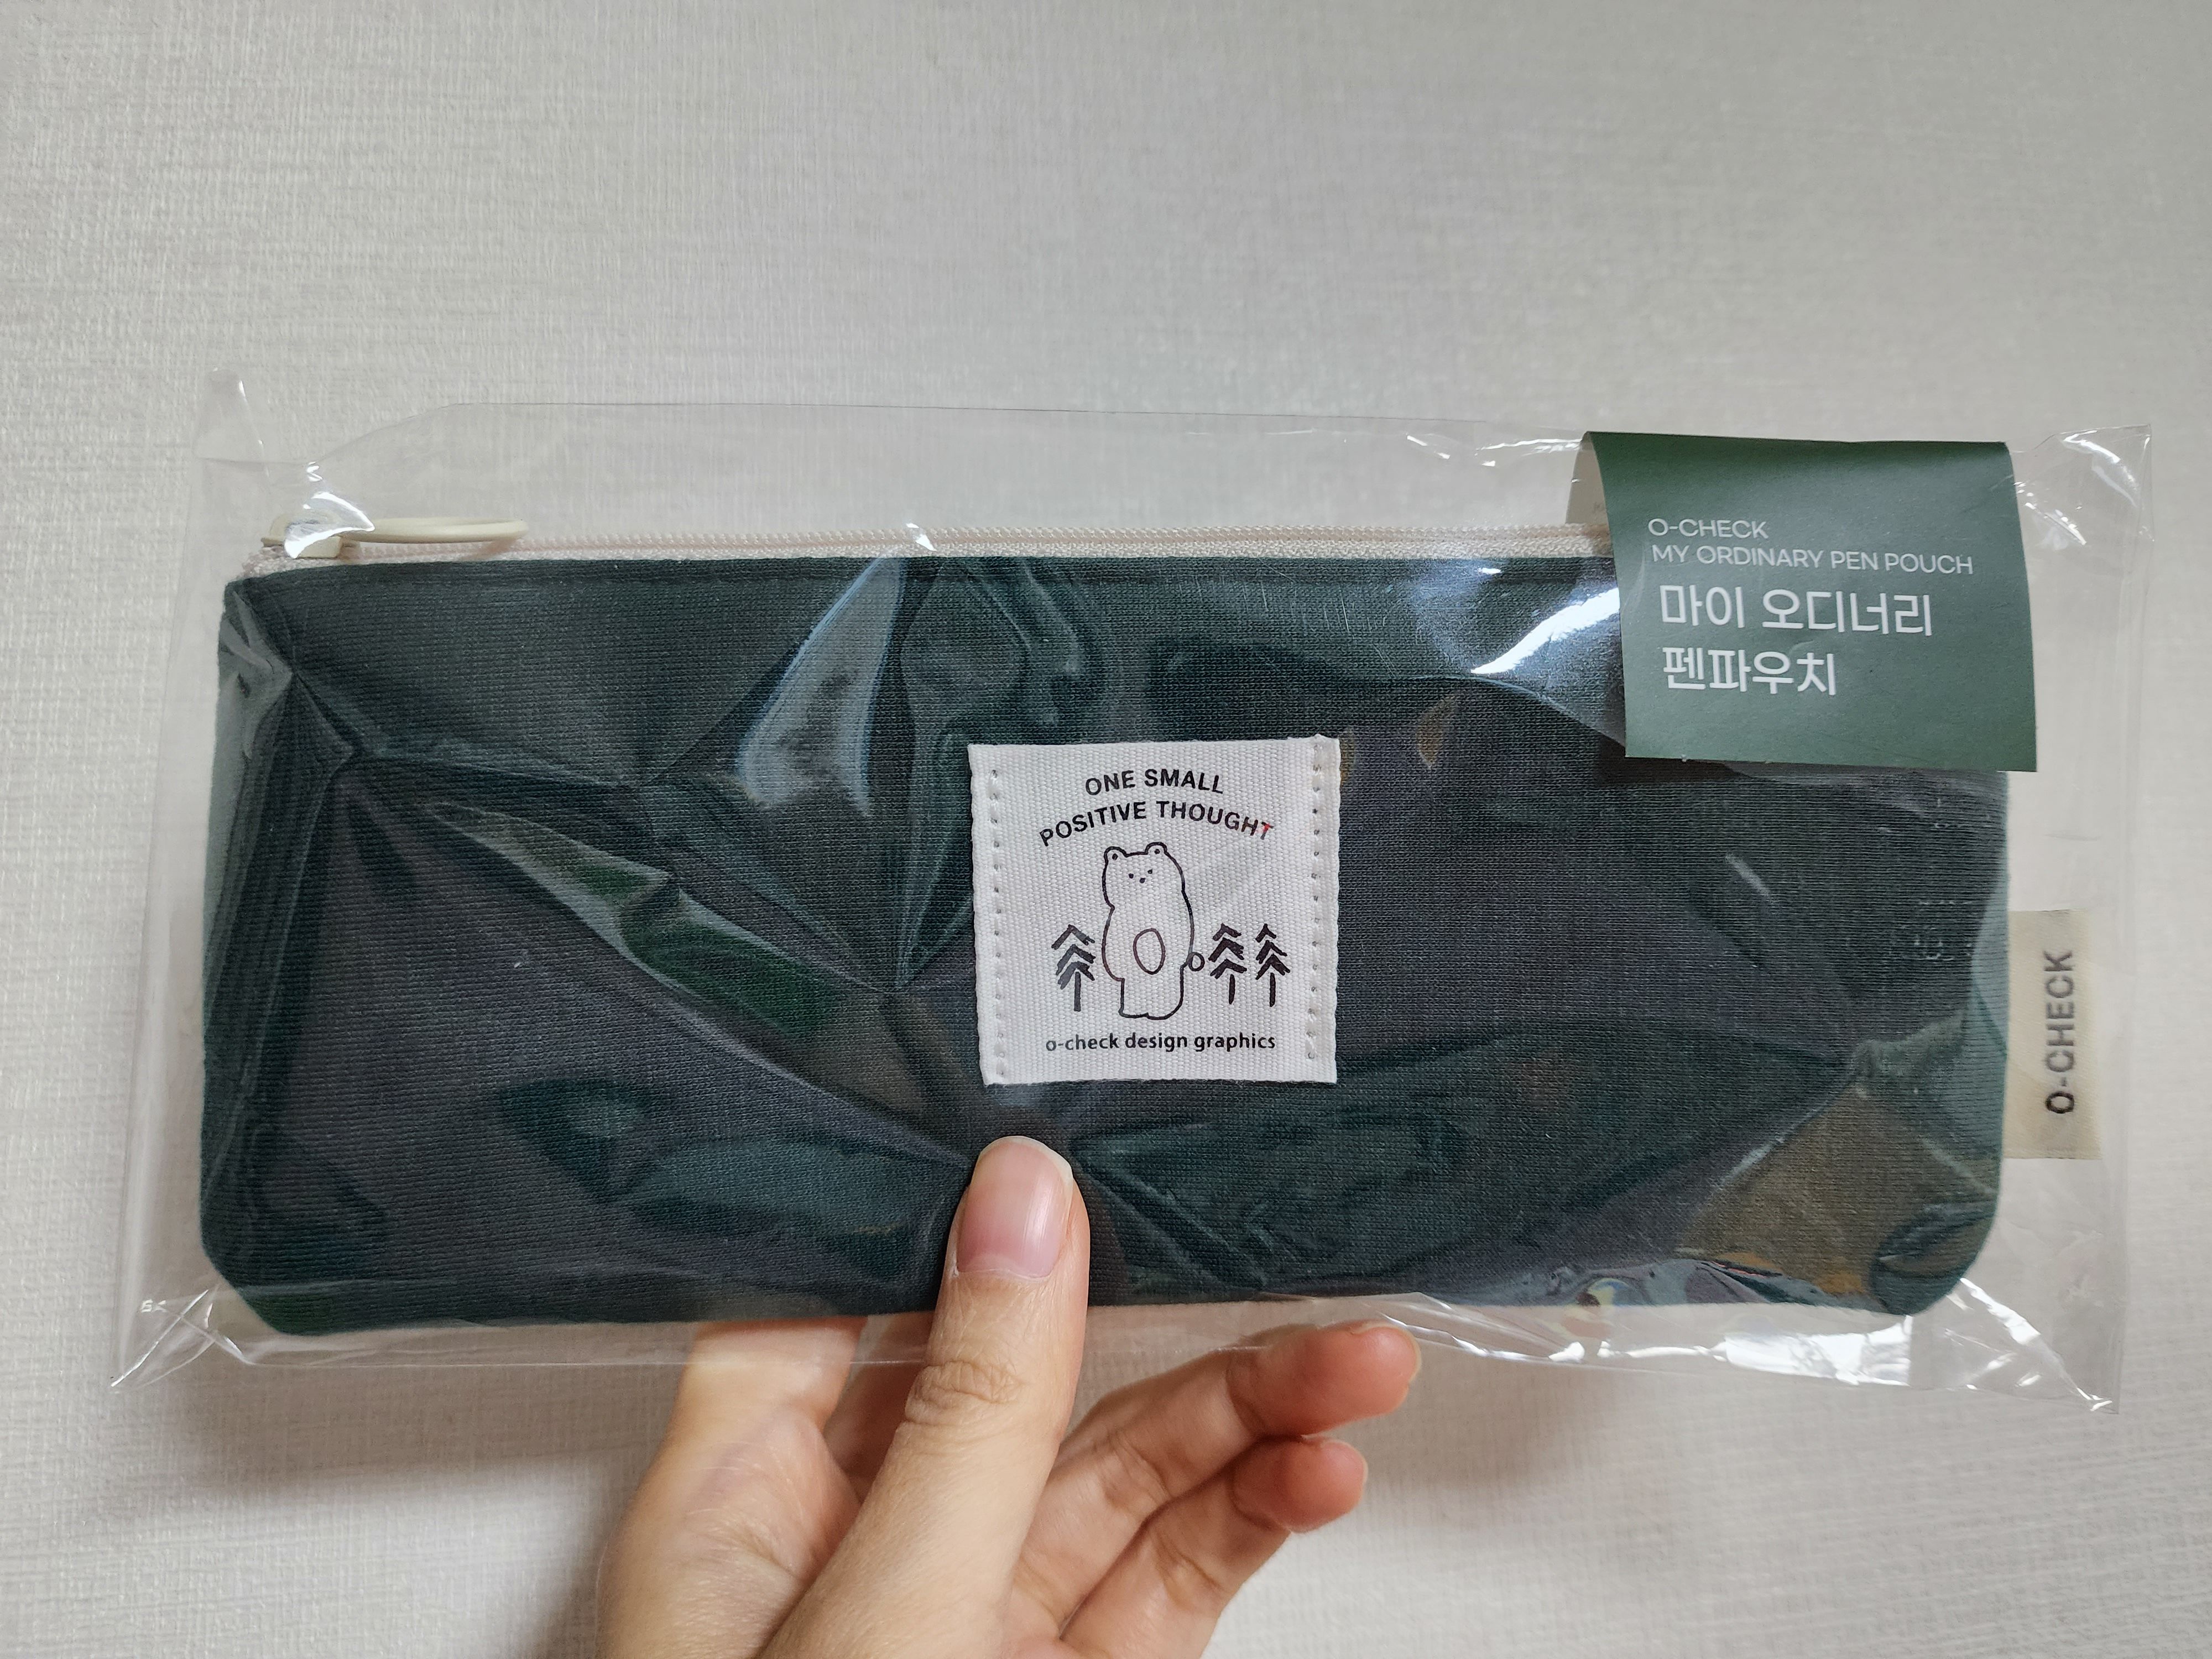 O-CHECK
MY ORDINARY PEN POUCH
마이 오디너리
펜파우치
ONE SMALL
POSITIVE THOUGHT
o-check design graphics
O-CHECK